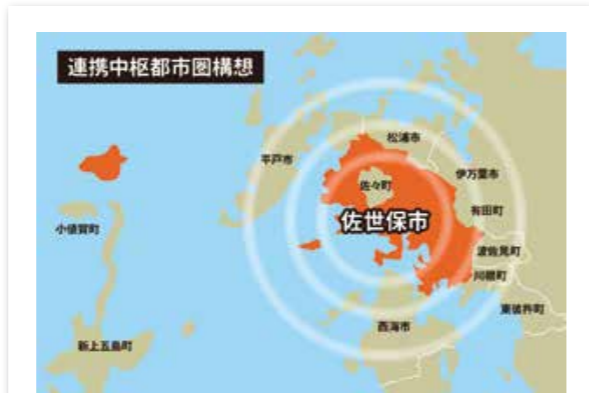 連携中枢都市圏構想
松浦市
平戸市
佐々町
伊万里市
有田町
佐世保市
小値賀町
波佐見町
川棚町
東彼杵町
西海市
新上五島町